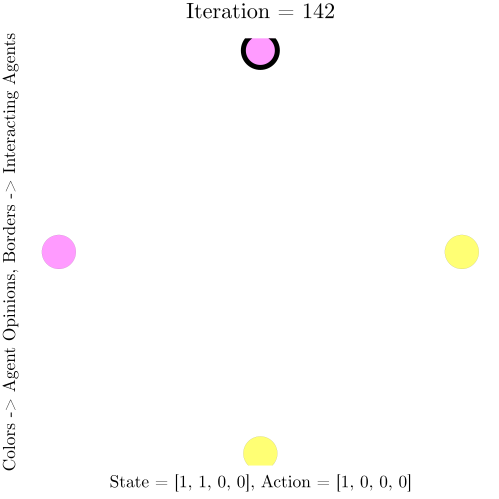 Iteration = 142
Colors -> Agent Opinions, Borders -> Interacting Agents
State = [1, 1, 0, 0], Action = [1, 0, 0, 0]